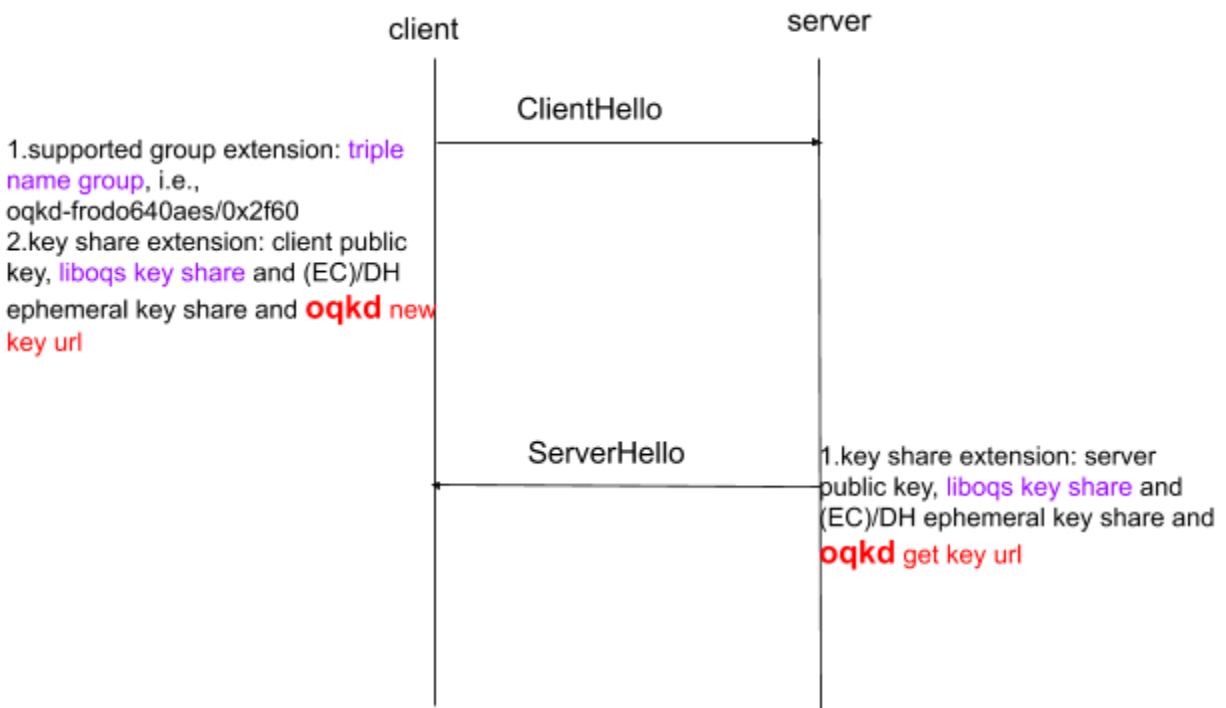 client
server
ClientHello
1.supported group extension: triple
name group, i.e.,
oqkd-frodo640aes/0x2f60
2.key share extension: client public
key, liboqs key share and (EC)/DH
ephemeral key share and oqkd new
key url
ServerHello
1.key share extension: server
public key, liboqs key share and
(EC)/DH ephemeral key share and
oqkd get key url